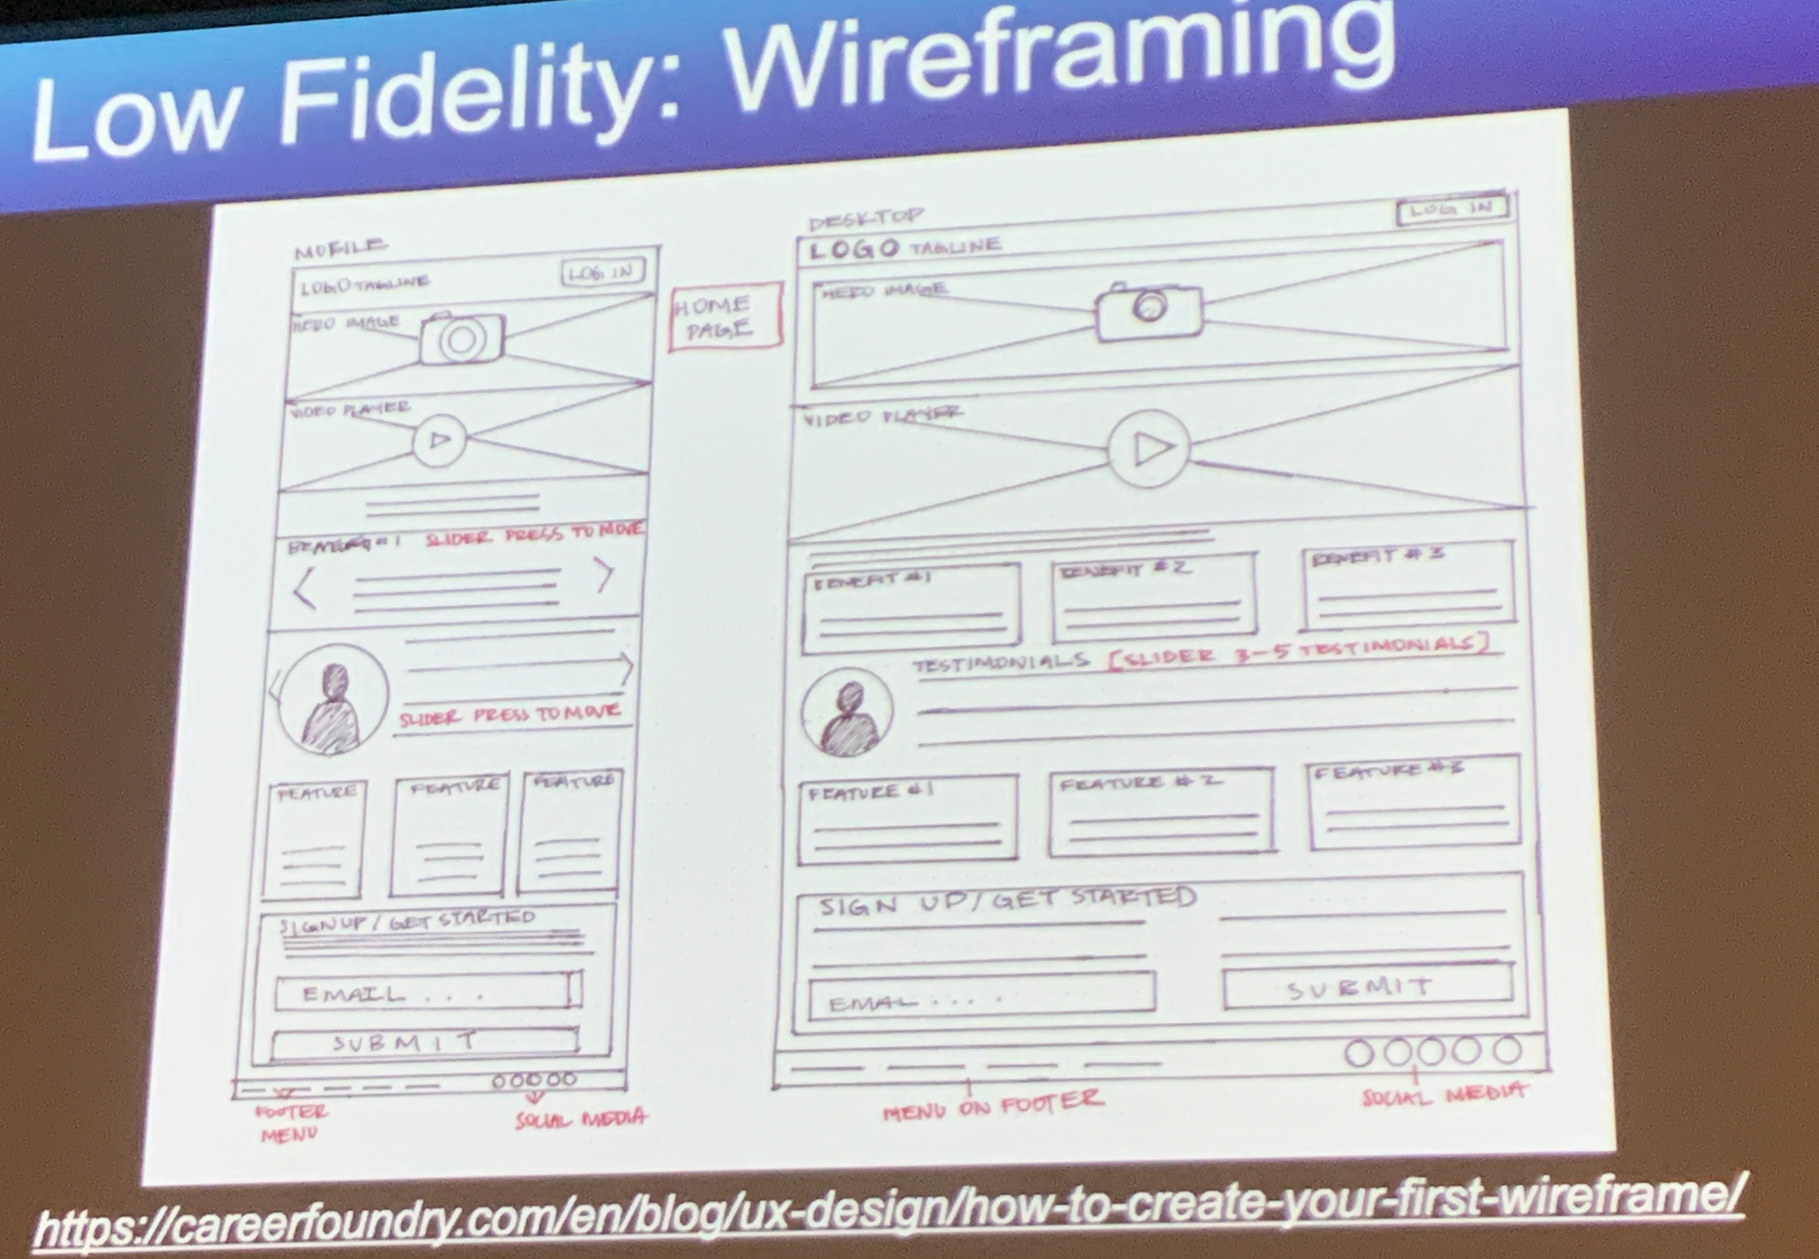 Low Fidelity: Wireframing
MOBILE
LOGO TAGLINE
LOG IN
HERO IMAGE
VIDEO PLAYER
#1 SLIDER PRESS TO MOVE
SLIDER PRESS TO MOVE
FEATURE
FEATURE
FEATURE
SIGN UP / GET STARTED
EMAIL . . . .
SUBMIT
FOOTER
MENU
SOCIAL MEDIA
HOME
PAGE
DESKTOP
LOG IN
LOGO TAGLINE
HERO IMAGE
VIDEO PLAYER
BENEFIT #1
BENEFIT #2
BENEFIT #3
TESTIMONIALS [SLIDER 3-5 TESTIMONIALS]
FEATURE #1
FEATURE #2
FEATURE #3
SIGN UP / GET STARTED
EMAL . . . .
SUBMIT
MENU ON FOOTER
SOCIAL MEDIA
https://careerfoundry.com/en/blog/ux-design/how-to-create-your-first-wireframe/